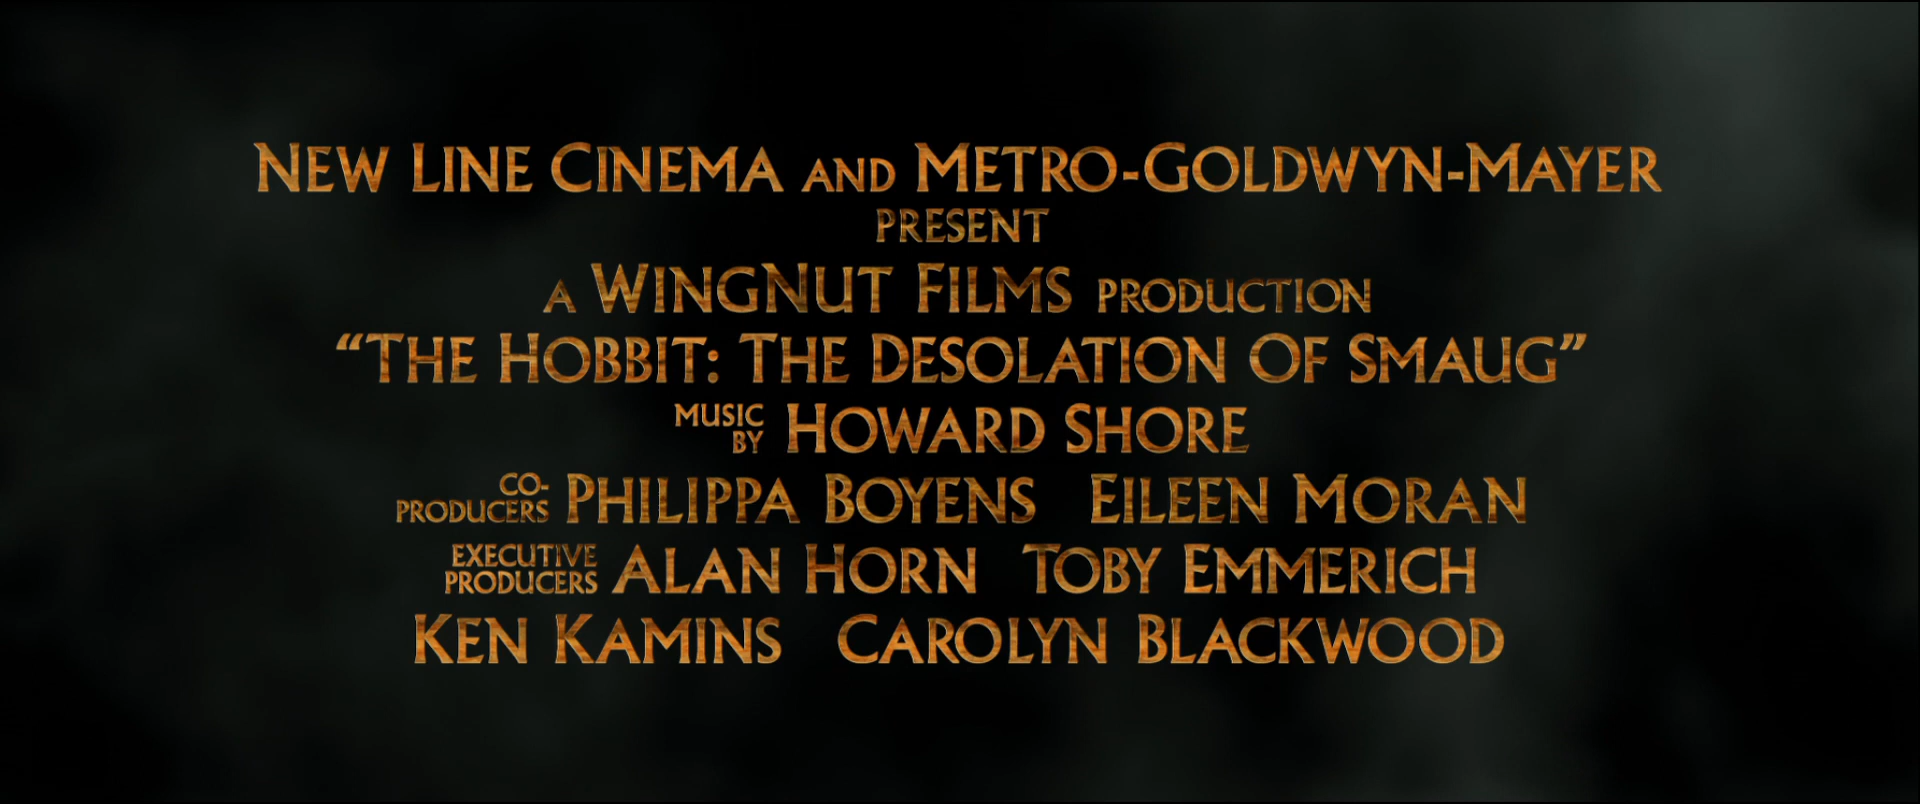 New Line Cinema and Metro-Goldwyn-Mayer
present
a WingNut Films production
“The Hobbit: The Desolation Of Smaug”
music by Howard Shore
co-producers Philippa Boyens Eileen Moran
executive producers Alan Horn Toby Emmerich
Ken Kamins Carolyn Blackwood